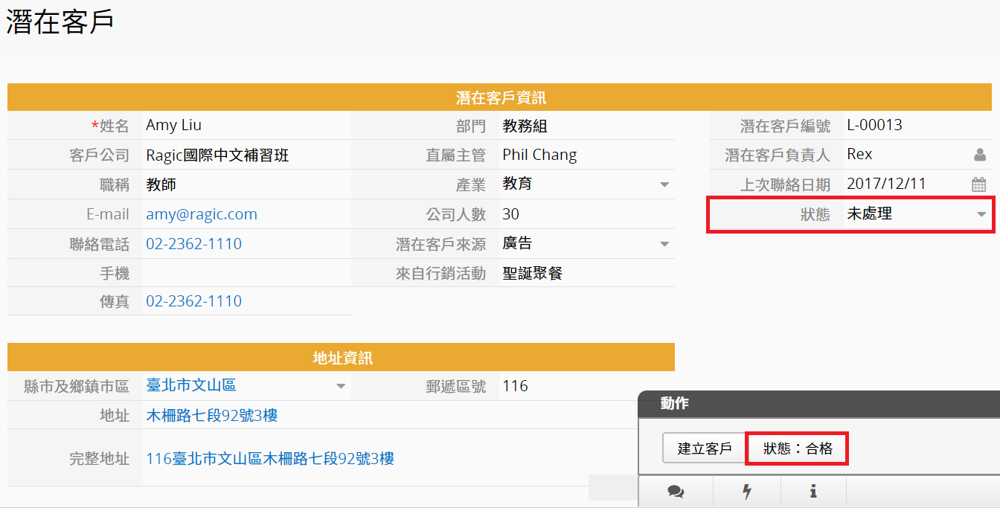 潛在客戶
潛在客戶資訊
*姓名 Amy Liu 部門 教務組 潛在客戶編號 L-00013
客戶公司 Ragic國際中文補習班 直屬主管 Phil Chang 潛在客戶負責人 Rex
職稱 教師 產業 教育 上次聯絡日期 2017/12/11
E-mail amy@ragic.com 公司人數 30 狀態 未處理
聯絡電話 02-2362-1110 潛在客戶來源 廣告
手機 來自行銷活動 聖誕聚餐
傳真 02-2362-1110
地址資訊
縣市及鄉鎮市區 臺北市文山區 郵遞區號 116
地址 木柵路七段92號3樓
完整地址 116臺北市文山區木柵路七段92號3樓
動作
建立客戶 狀態：合格